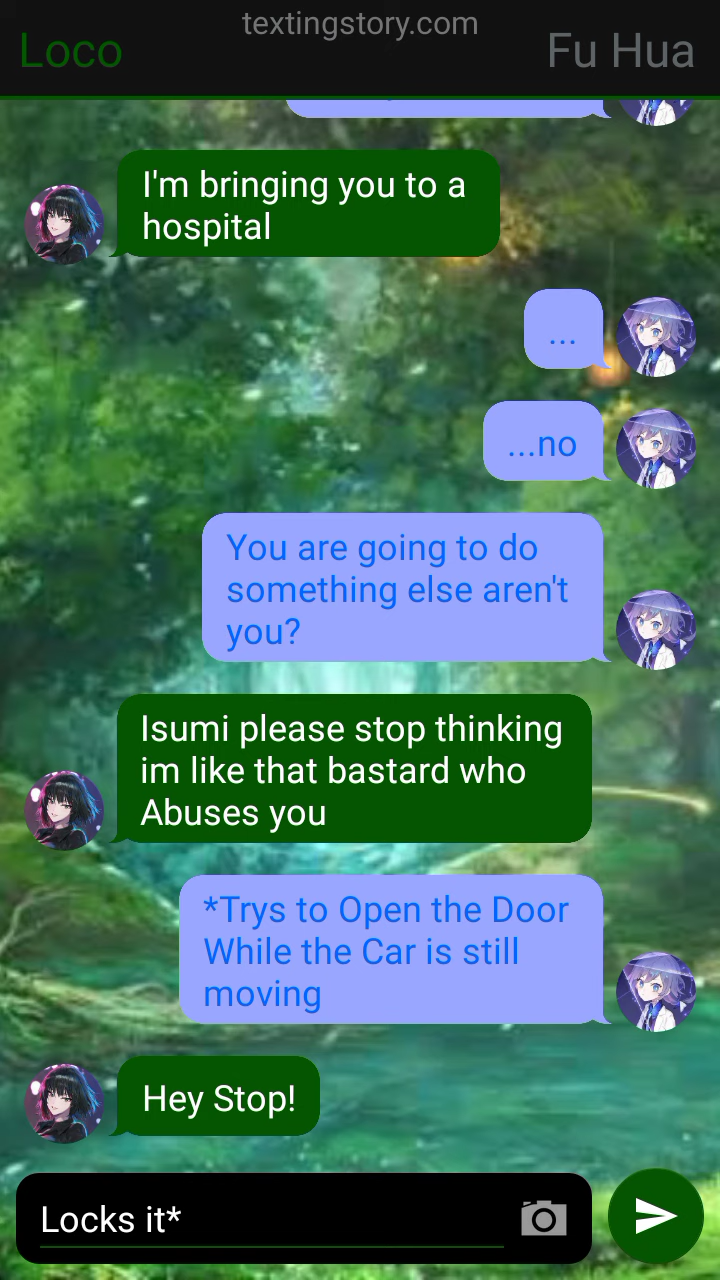 textingstory.com
Loco
Fu Hua
I'm bringing you to a
hospital
...
...no
You are going to do
something else aren't
you?
Isumi please stop thinking
im like that bastard who
Abuses you
*Trys to Open the Door
While the Car is still
moving
Hey Stop!
Locks it*